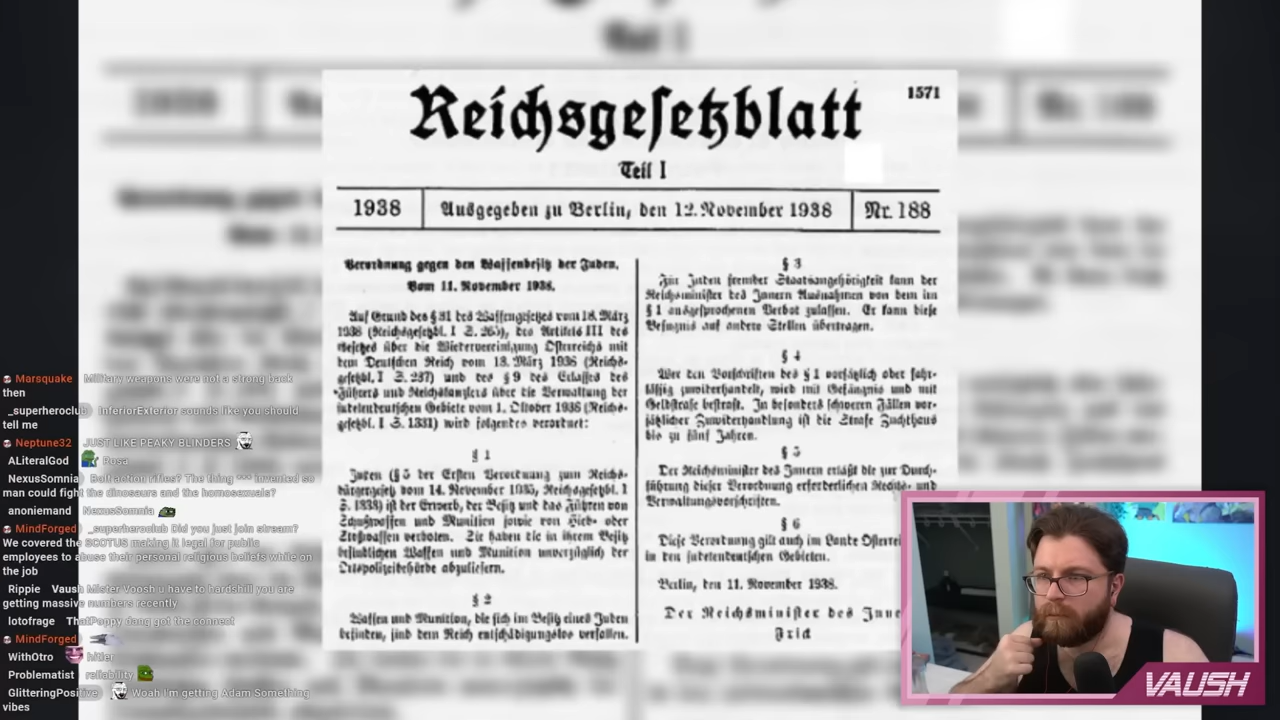 Reichsgesetzblatt
1571
Teil I
1938
Ausgegeben zu Berlin, den 12. November 1938
Nr. 188
Verordnung gegen den Waffenbesitz der Juden.
Vom 11. November 1938.
Auf Grund des § 31 des Waffengesetzes vom 18. März
1938 (Reichsgesetzbl. I S. 265), des Artikels III des
Gesetzes über die Wiedervereinigung Österreichs mit
dem Deutschen Reich vom 13. März 1938 (Reichs-
gesetzbl. I S. 237) und des § 9 des Erlasses des
Führers und Reichskanzlers über die Verwaltung der
sudetendeutschen Gebiete vom 1. Oktober 1938 (Reichs-
gesetzbl. I S. 1331) wird folgendes verordnet:
§ 1
Juden (§ 5 der Ersten Verordnung zum Reichs-
bürgergesetz vom 14. November 1935, Reichsgesetzbl. I
S. 1333) ist der Erwerb, der Besitz und das Führen von
Schußwaffen und Munition sowie von Hieb- oder
Stoßwaffen verboten. Sie haben die in ihrem Besitz
befindlichen Waffen und Munition unverzüglich der
Ortspolizeibehörde abzuliefern.
§ 2
Waffen und Munition, die sich im Besitz eines Juden
befinden, sind dem Reich entschädigungslos verfallen.
§ 3
Für Juden fremder Staatsangehörigkeit kann der
Reichsminister des Innern Ausnahmen von dem im
§ 1 ausgesprochenen Verbot zulassen. Er kann diese
Befugnis auf andere Stellen übertragen.
§ 4
Wer den Vorschriften des § 1 vorsätzlich oder fahr-
lässig zuwiderhandelt, wird mit Gefängnis und mit
Geldstrafe bestraft. In besonders schweren Fällen vor-
sätzlicher Zuwiderhandlung ist die Strafe Zuchthaus
bis zu fünf Jahren.
§ 5
Der Reichsminister des Innern erläßt die zur Durch-
führung dieser Verordnung erforderlichen Rechts- und
Verwaltungsvorschriften.
§ 6
Diese Verordnung gilt auch im Lande Österrei
in den sudetendeutschen Gebieten.
Berlin, den 11. November 1938.
Der Reichsminister des Inne
Frick
Marsquake Military weapons were not a strong back
then
_superheroclub InferiorExterior sounds like you should
tell me
Neptune32 JUST LIKE PEAKY BLINDERS
ALiteralGod Bosa
NexusSomnia rifles? The thing *** invented so
man could fight the dinosaurs and the homosexuals?
anoniemand NexusSomnia
MindForged _superheroclub Did you just join stream?
We covered the SCOTUS making it legal for public
employees to abuse their personal religious beliefs while on
the job
Rippie Vaush Mister Voosh u have to hardshill you are
getting massive numbers recently
lotofrage ThatPoppy dang got the connect
MindForged
WithOtro hitler
Problematist reliability
GlitteringPositive Woah I'm getting Adam Something
vibes
VAUSH